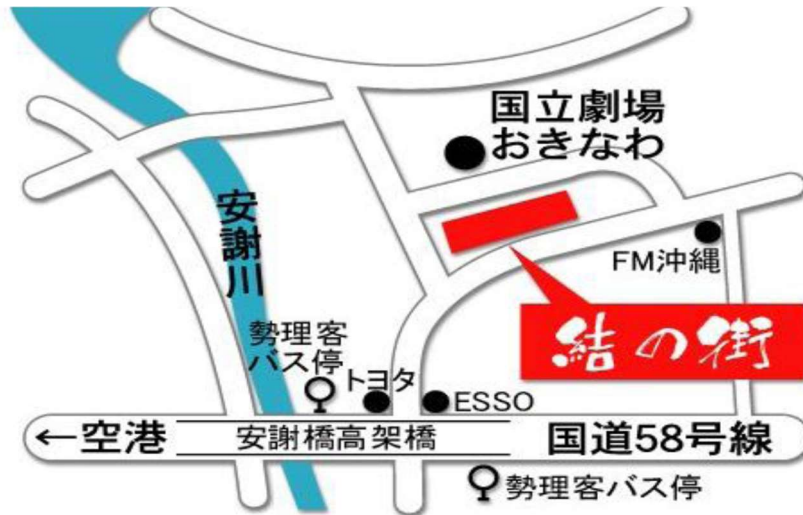 国立劇場
おきなわ
安謝川
FM沖縄
結の街
勢理客
バス停
トヨタ
ESSO
←空港
安謝橋高架橋
国道58号線
勢理客バス停